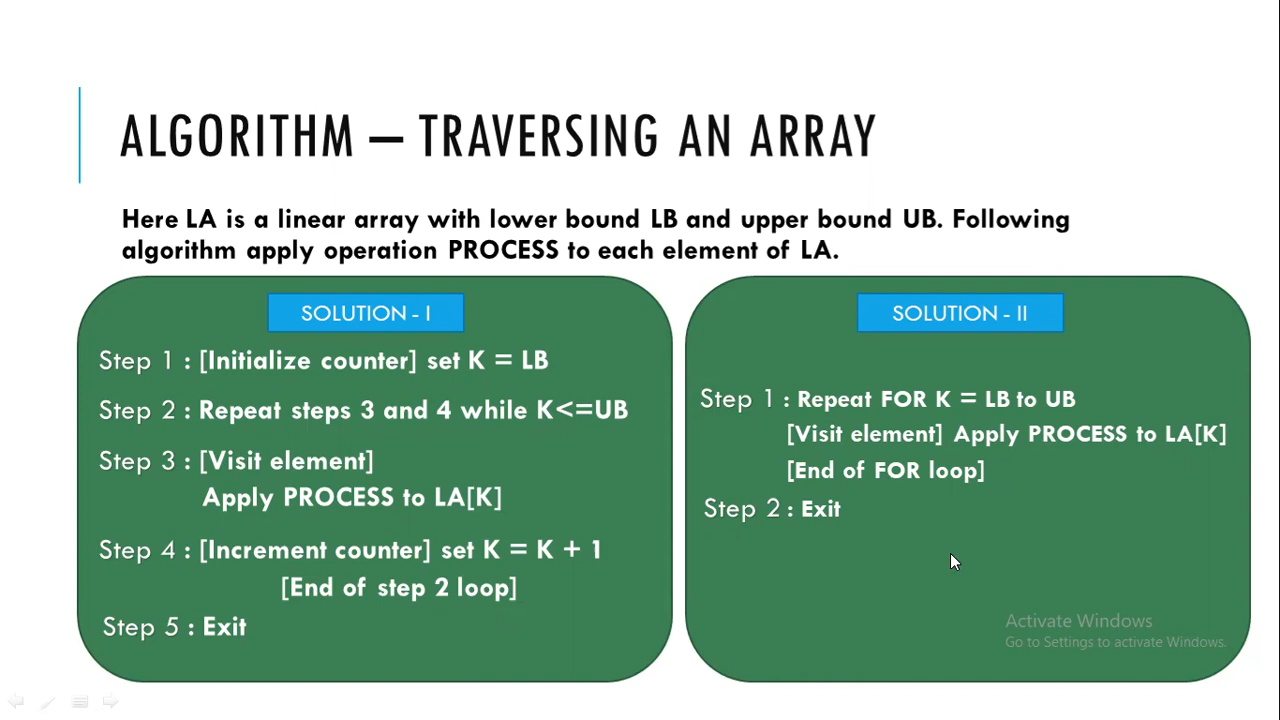 ALGORITHM – TRAVERSING AN ARRAY
Here LA is a linear array with lower bound LB and upper bound UB. Following
algorithm apply operation PROCESS to each element of LA.
SOLUTION - I
Step 1 : [Initialize counter] set K = LB
Step 2 : Repeat steps 3 and 4 while K<=UB
Step 3 : [Visit element]
Apply PROCESS to LA[K]
Step 4 : [Increment counter] set K = K + 1
[End of step 2 loop]
Step 5 : Exit
SOLUTION - II
Step 1 : Repeat FOR K = LB to UB
[Visit element] Apply PROCESS to LA[K]
[End of FOR loop]
Step 2 : Exit
Activate Windows
Go to Settings to activate Windows.